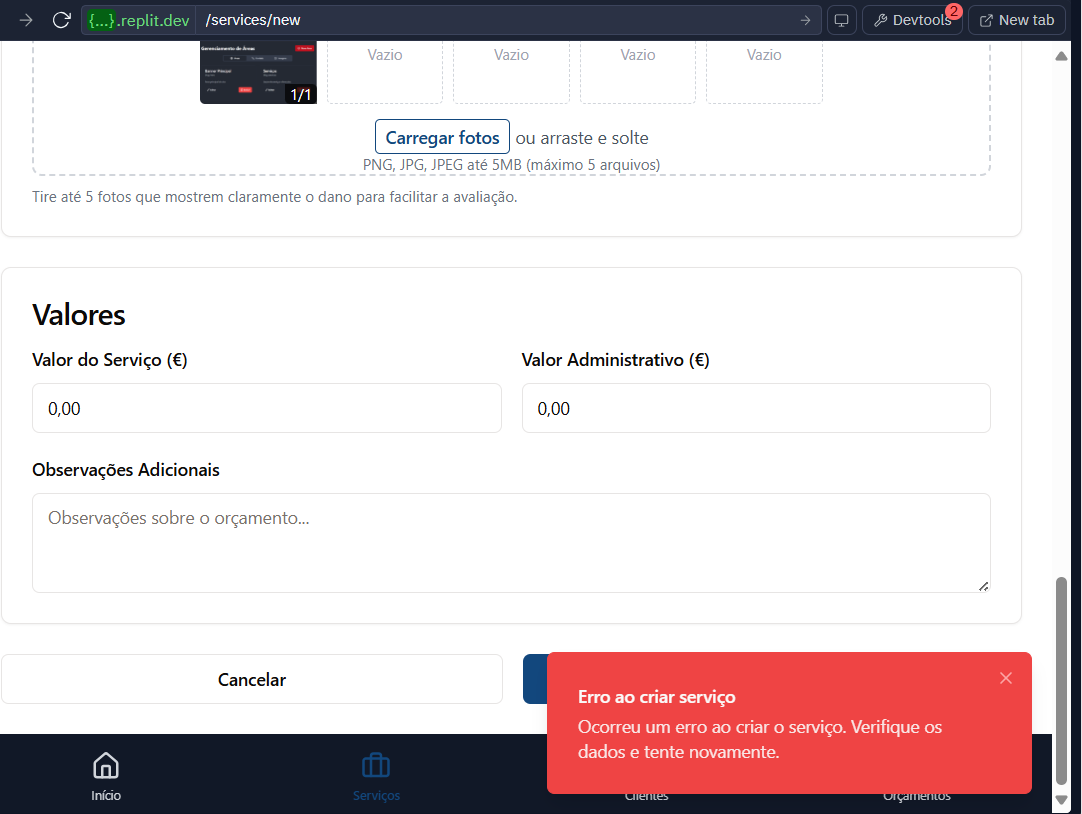 {...}.replit.dev /services/new
Devtools 2
New tab
Gerenciamento de Áreas
1/1
Vazio
Vazio
Vazio
Vazio
Carregar fotos ou arraste e solte
PNG, JPG, JPEG até 5MB (máximo 5 arquivos)
Tire até 5 fotos que mostrem claramente o dano para facilitar a avaliação.
Valores
Valor do Serviço (€)
Valor Administrativo (€)
0,00
0,00
Observações Adicionais
Observações sobre o orçamento...
Cancelar
Erro ao criar serviço
Ocorreu um erro ao criar o serviço. Verifique os
dados e tente novamente.
Início
Serviços
Clientes
Orçamentos